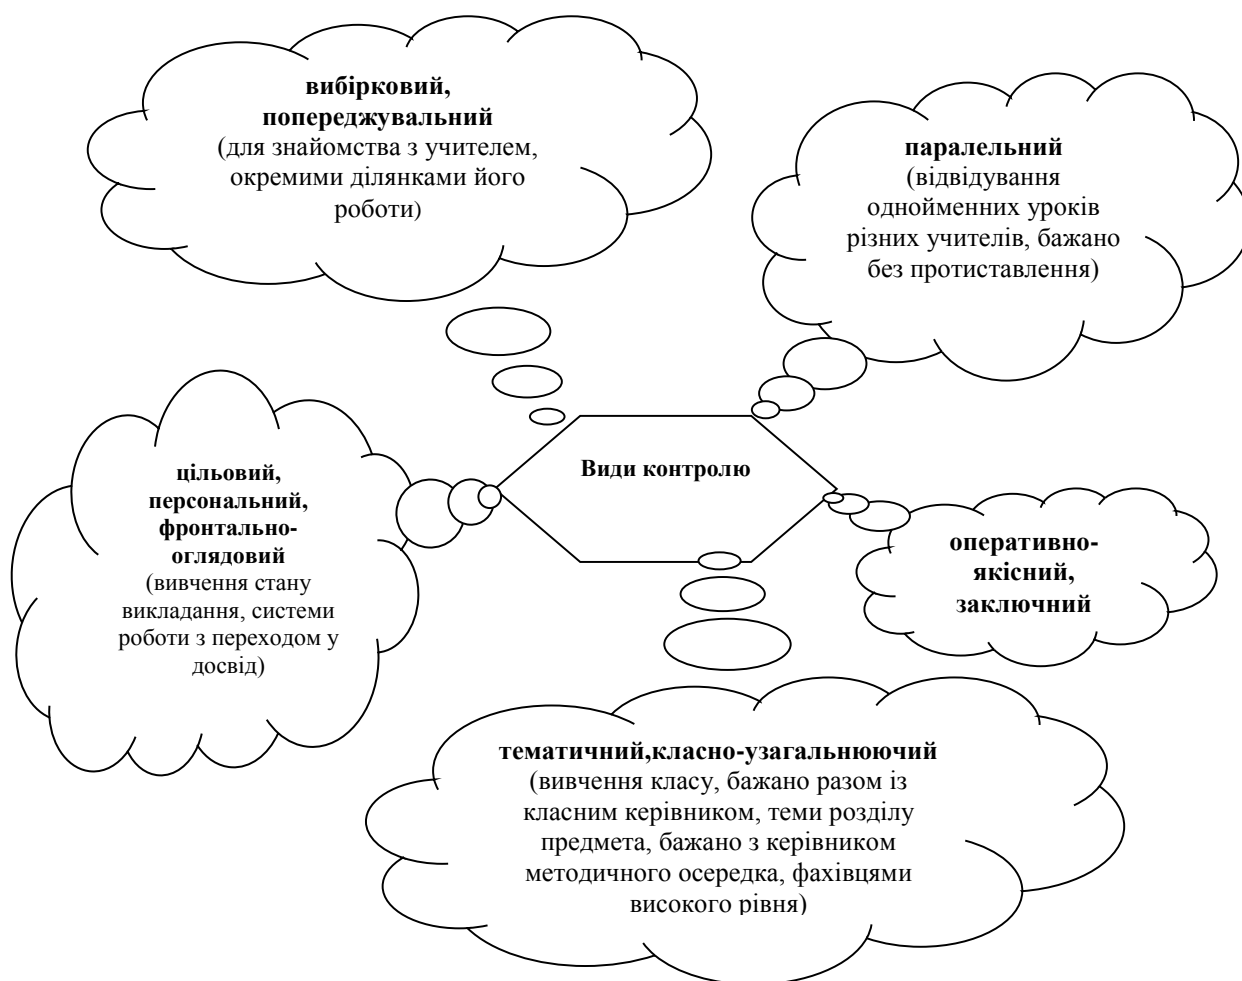 вибірковий,
попереджувальний
(для знайомства з учителем,
окремими ділянками його
роботи)
паралельний
(відвідування
однойменних уроків
різних учителів, бажано
без протиставлення)
Види контролю
цільовий,
персональний,
фронтально-
оглядовий
(вивчення стану
викладання, системи
роботи з переходом у
досвід)
оперативно-
якісний,
заключний
тематичний,класно-узагальнюючий
(вивчення класу, бажано разом із
класним керівником, теми розділу
предмета, бажано з керівником
методичного осередка, фахівцями
високого рівня)